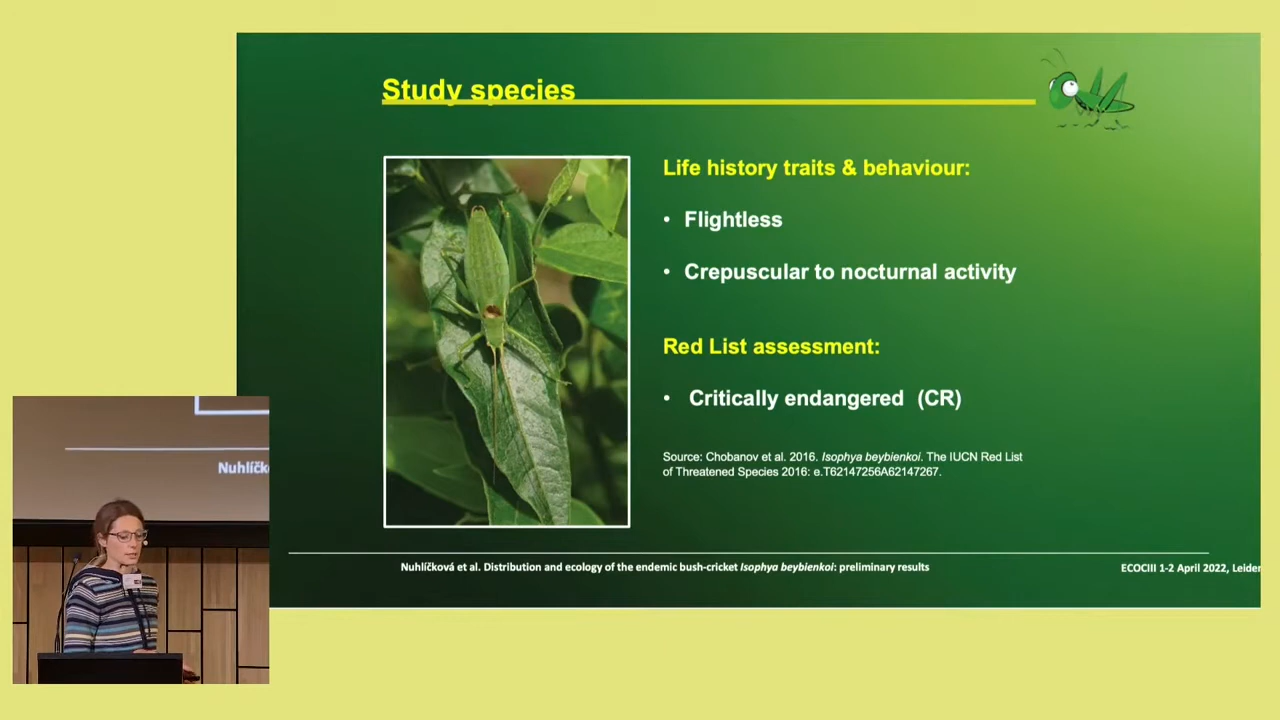 Study species
Life history traits & behaviour:
• Flightless
• Crepuscular to nocturnal activity
Red List assessment:
• Critically endangered (CR)
Source: Chobanov et al. 2016. Isophya beybienkoi. The IUCN Red List
of Threatened Species 2016: e.T62147256A62147267.
Nuhlíčková et al. Distribution and ecology of the endemic bush-cricket Isophya beybienkoi: preliminary results
ECOCIII 1-2 April 2022, Leiden
Nuhlíčk